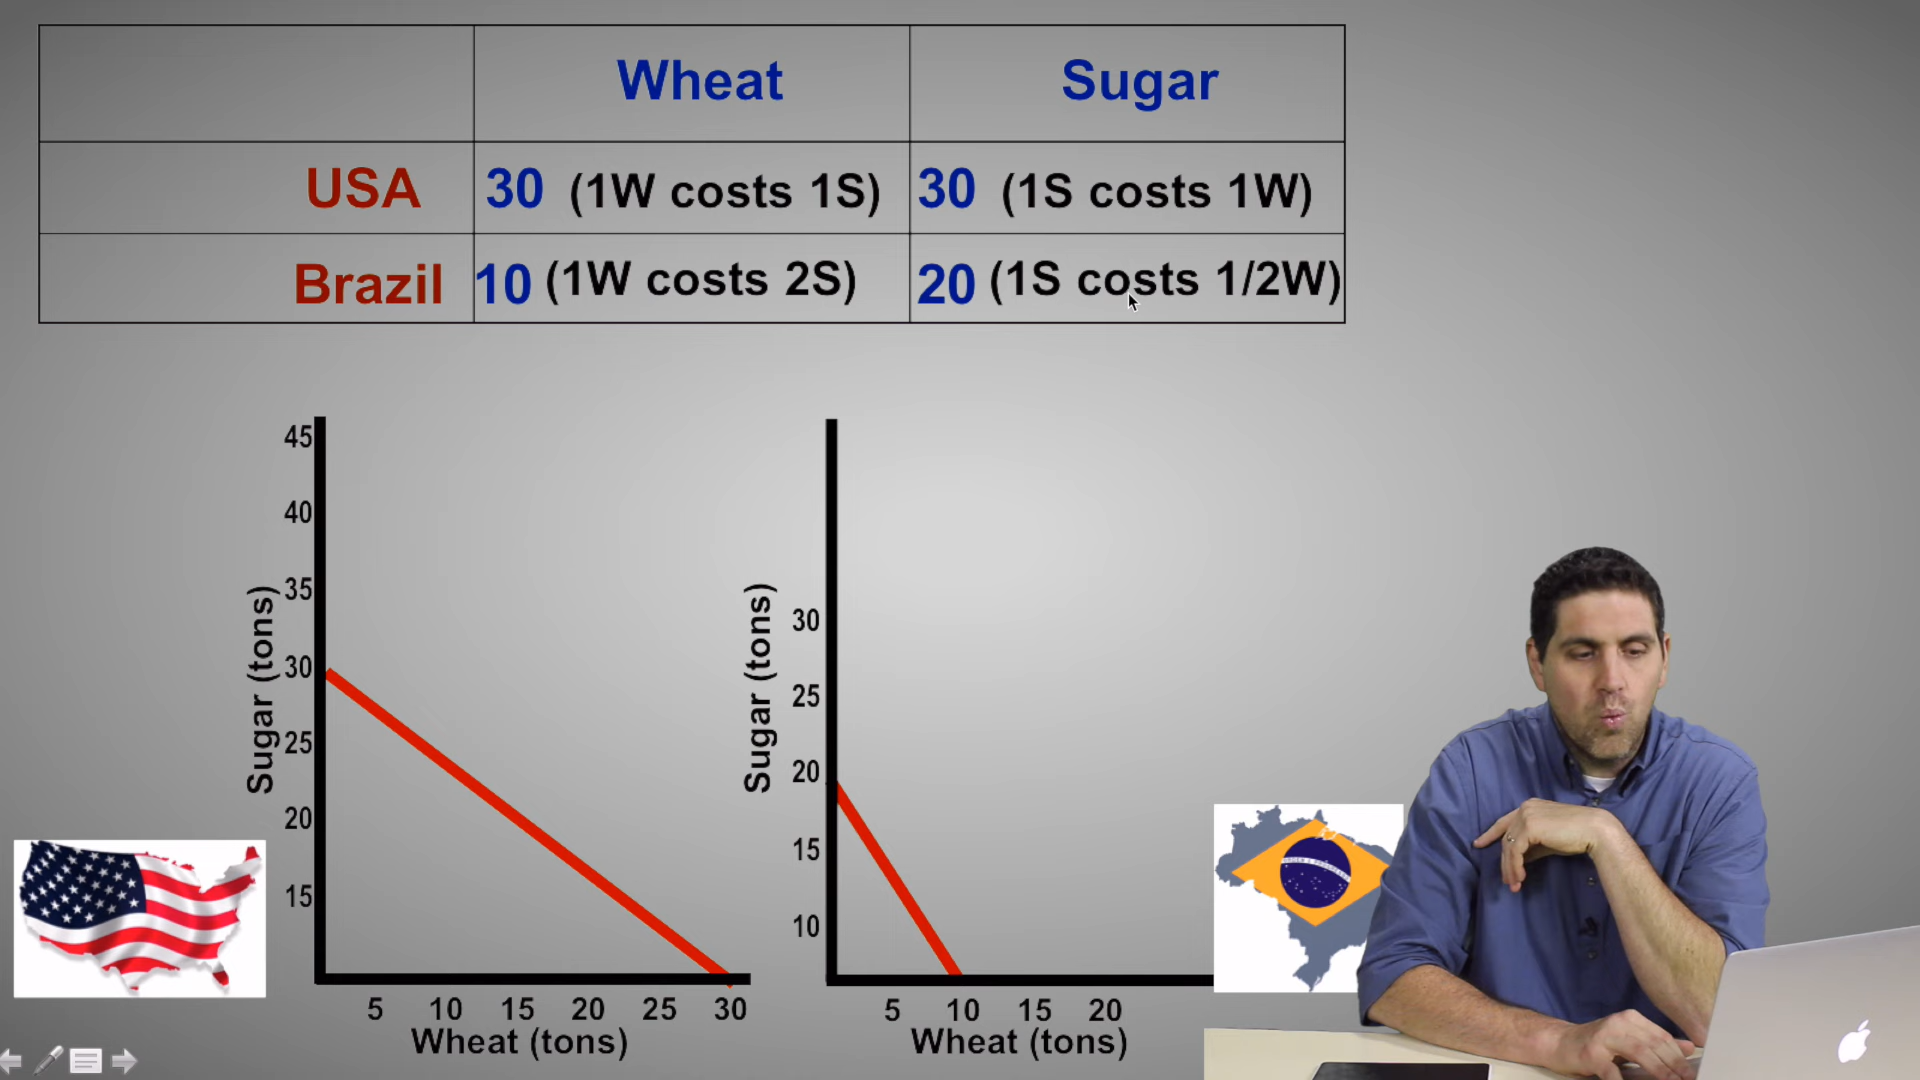 Wheat Sugar
USA 30 (1W costs 1S) 30 (1S costs 1W)
Brazil 10 (1W costs 2S) 20 (1S costs 1/2W)
45
40
35
30
25
20
15
Sugar (tons)
5 10 15 20 25 30
Wheat (tons)
30
25
20
15
10
Sugar (tons)
5 10 15 20
Wheat (tons)